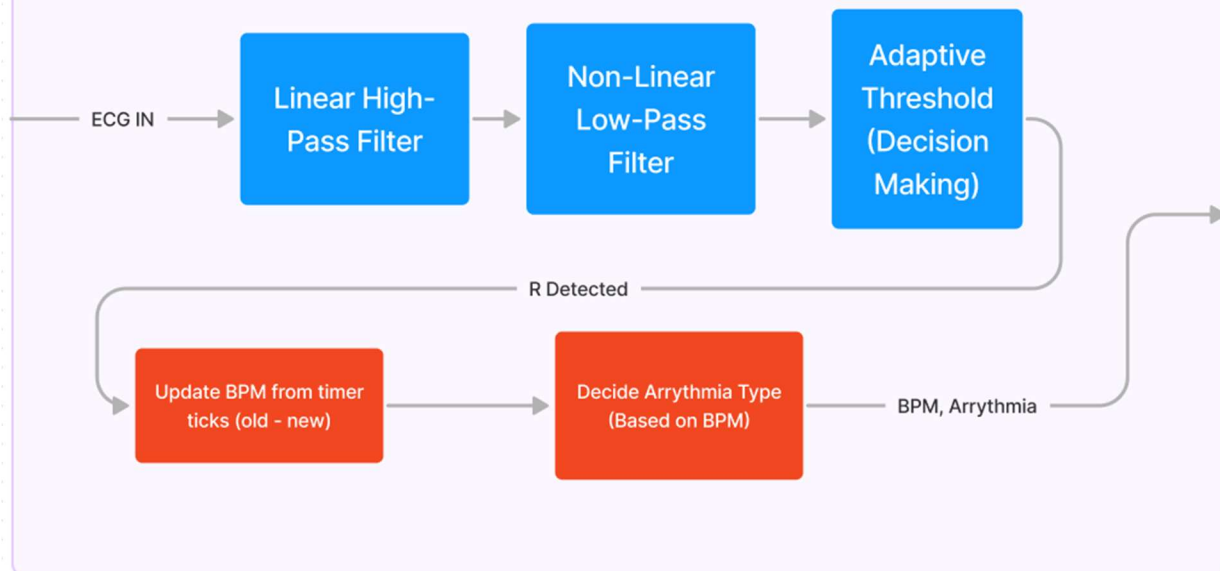 ECG IN
Linear High-
Pass Filter
Non-Linear
Low-Pass
Filter
Adaptive
Threshold
(Decision
Making)
R Detected
Update BPM from timer
ticks (old - new)
Decide Arrythmia Type
(Based on BPM)
BPM, Arrythmia